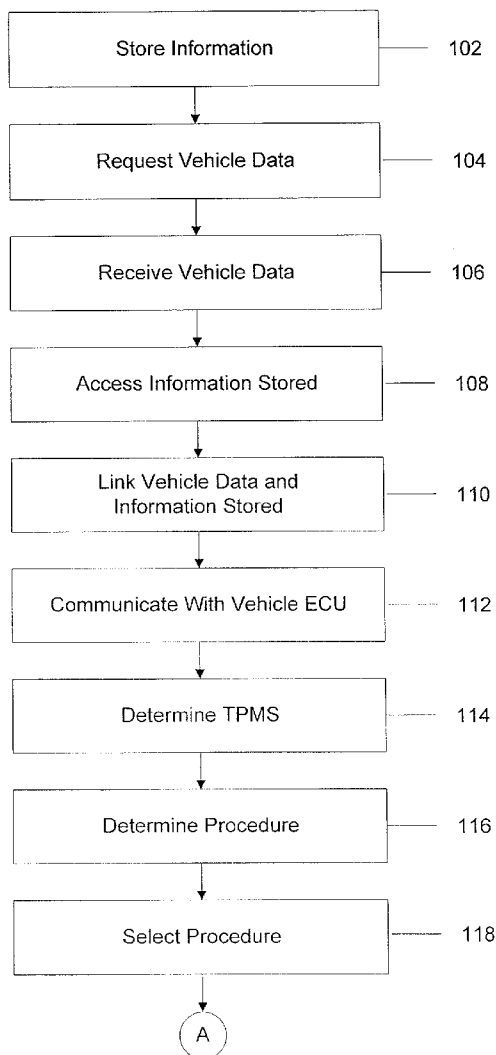 Store Information 102
Request Vehicle Data 104
Receive Vehicle Data 106
Access Information Stored 108
Link Vehicle Data and
Information Stored 110
Communicate With Vehicle ECU 112
Determine TPMS 114
Determine Procedure 116
Select Procedure 118
A